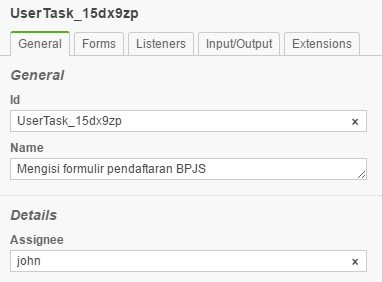 UserTask_15dx9zp
General Forms Listeners Input/Output Extensions
General
Id
UserTask_15dx9zp ×
Name
Mengisi formulir pendaftaran BPJS
Details
Assignee
john ×